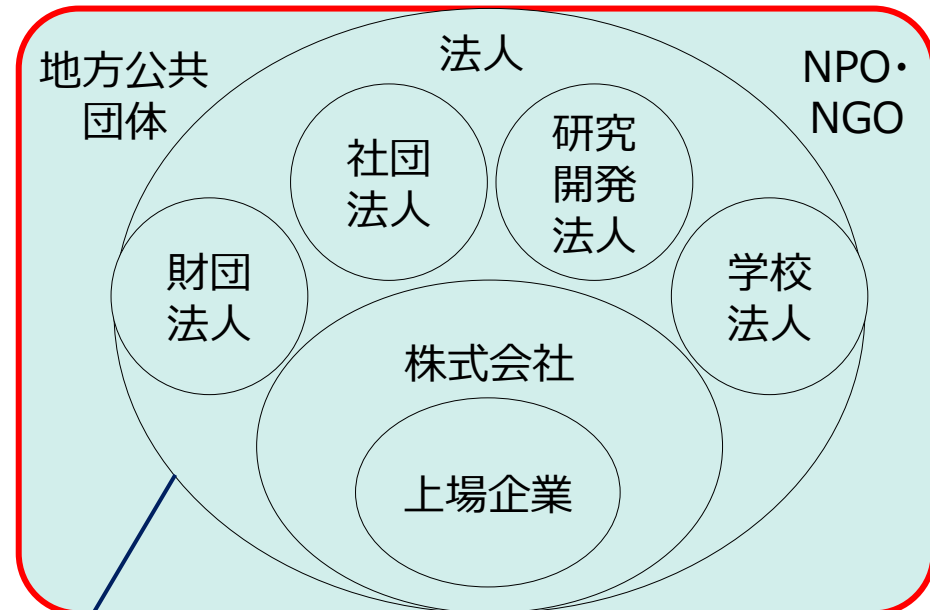 地方公共
団体
法人
NPO・
NGO
社団
法人
研究
開発
法人
財団
法人
学校
法人
株式会社
上場企業